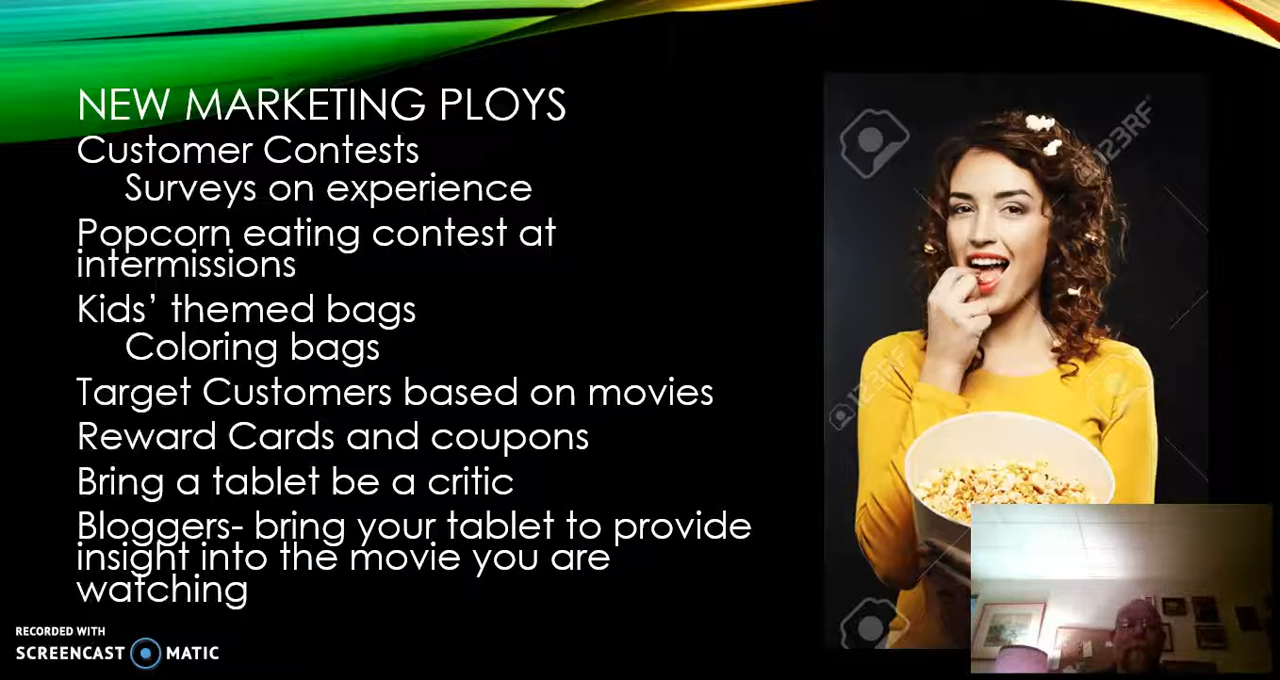 NEW MARKETING PLOYS
Customer Contests
Surveys on experience
Popcorn eating contest at
intermissions
Kids' themed bags
Coloring bags
Target Customers based on movies
Reward Cards and coupons
Bring a tablet be a critic
Bloggers- bring your tablet to provide
insight into the movie you are
watching
123RF
123RF
RECORDED WITH
SCREENCAST MATIC